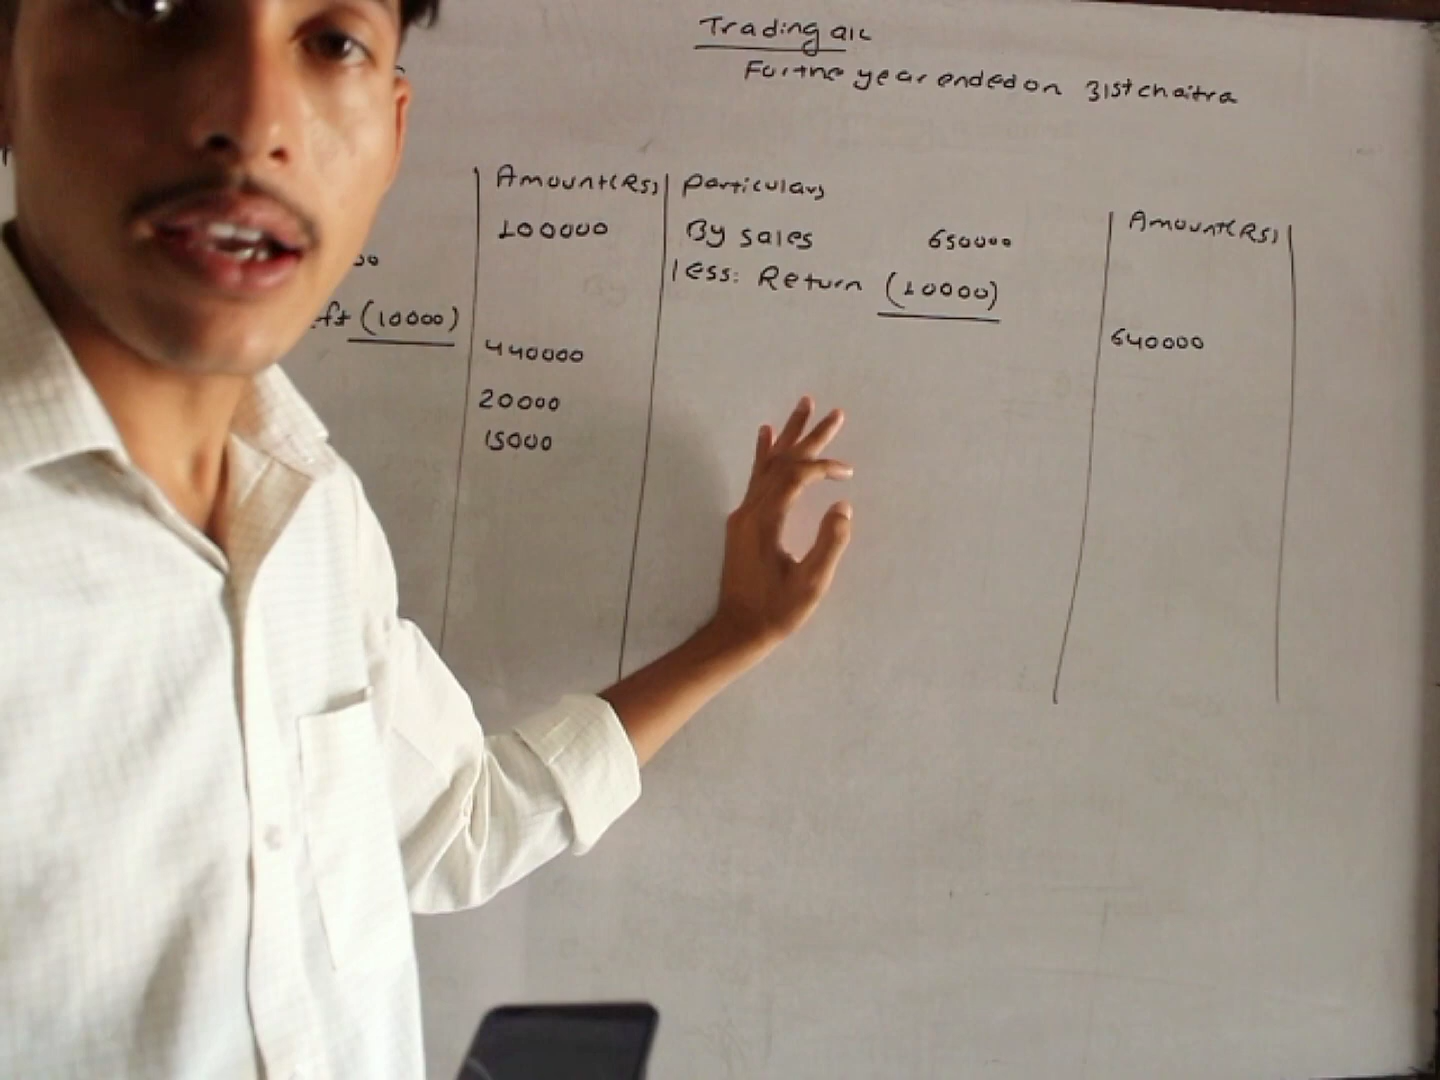 Trading a/c
For the year ended on 31st chaitra
Amount(Rs) Particulars Amount(Rs)
100000 By sales 650000
less: Return (10000)
(10000)
440000 640000
20000
15000